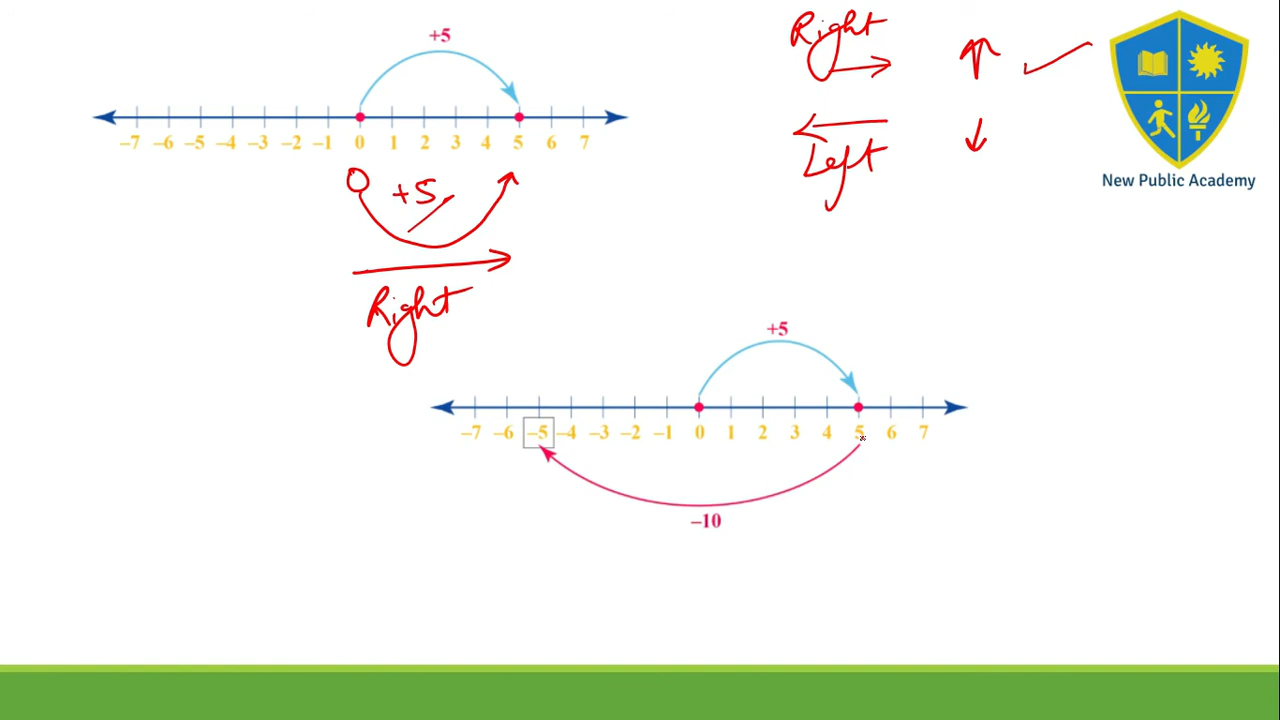 +5
Right
–7 –6 –5 –4 –3 –2 –1 0 1 2 3 4 5 6 7
Left
New Public Academy
0 +5
Right
+5
–7 –6 –5 –4 –3 –2 –1 0 1 2 3 4 5 6 7
–10